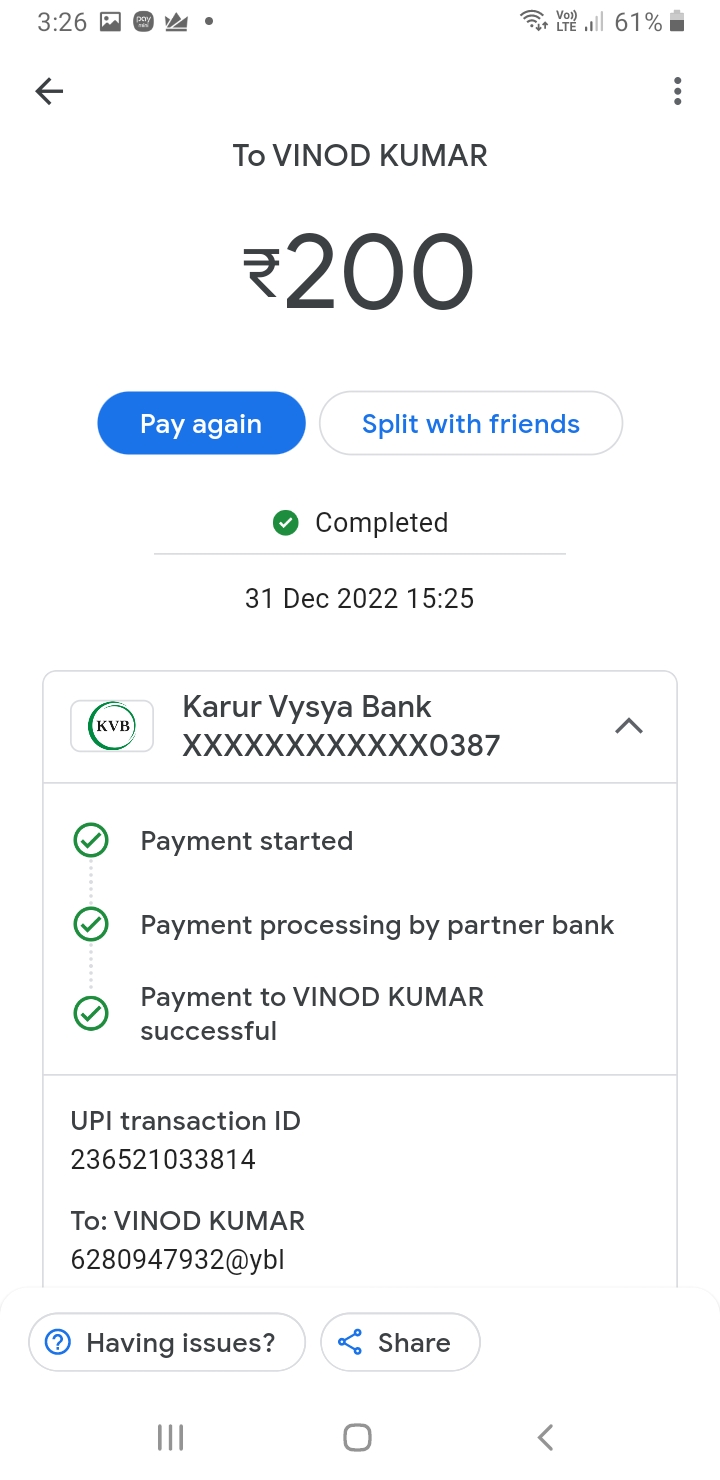 3:26 pay mini Vo)) LTE 61%
To VINOD KUMAR
₹200
Pay again Split with friends
Completed
31 Dec 2022 15:25
KVB Karur Vysya Bank
XXXXXXXXXXXX0387
Payment started
Payment processing by partner bank
Payment to VINOD KUMAR
successful
UPI transaction ID
236521033814
To: VINOD KUMAR
6280947932@ybl
Having issues? Share